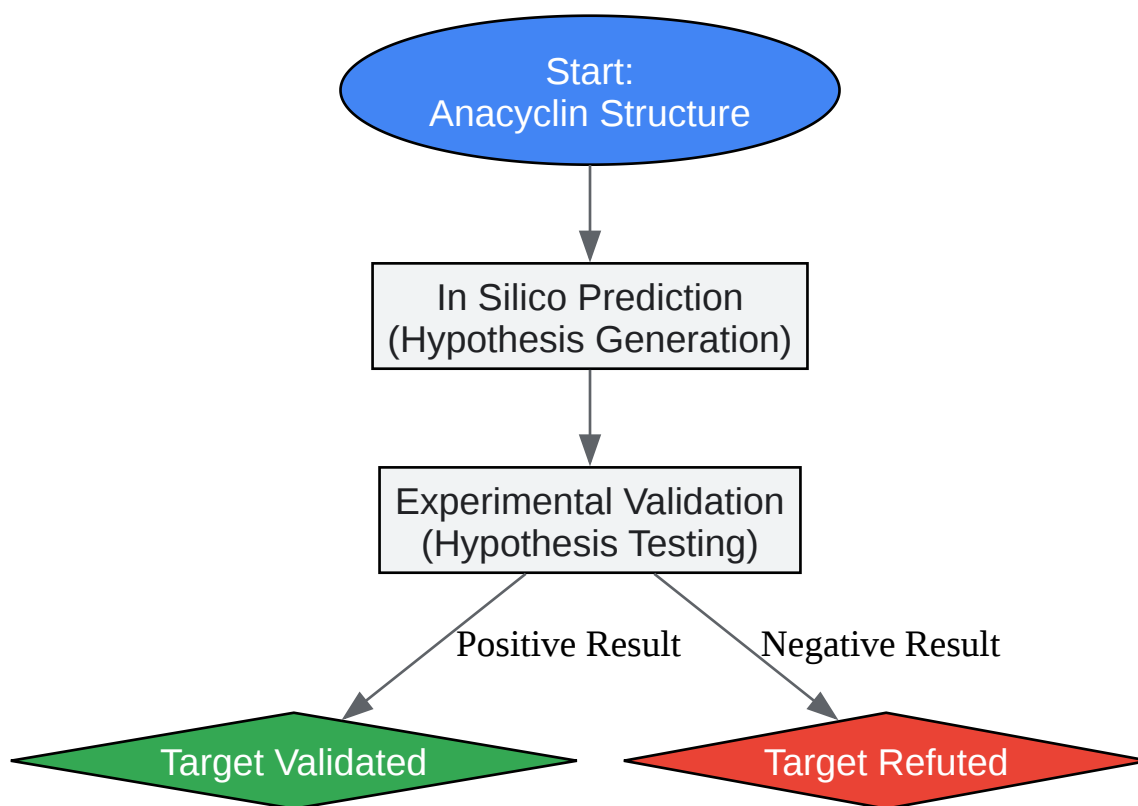 Start:
Anacyclin Structure
In Silico Prediction
(Hypothesis Generation)
Experimental Validation
(Hypothesis Testing)
Positive Result
Negative Result
Target Validated
Target Refuted